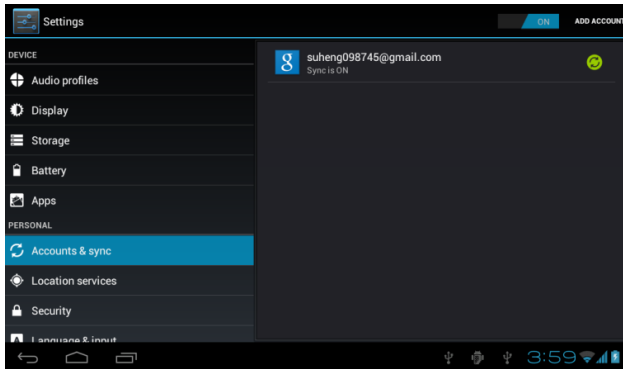 Settings
ON
ADD ACCOUNT
DEVICE
Audio profiles
Display
Storage
Battery
Apps
PERSONAL
Accounts & sync
Location services
Security
Language & input
suheng098745@gmail.com
Sync is ON
3:59